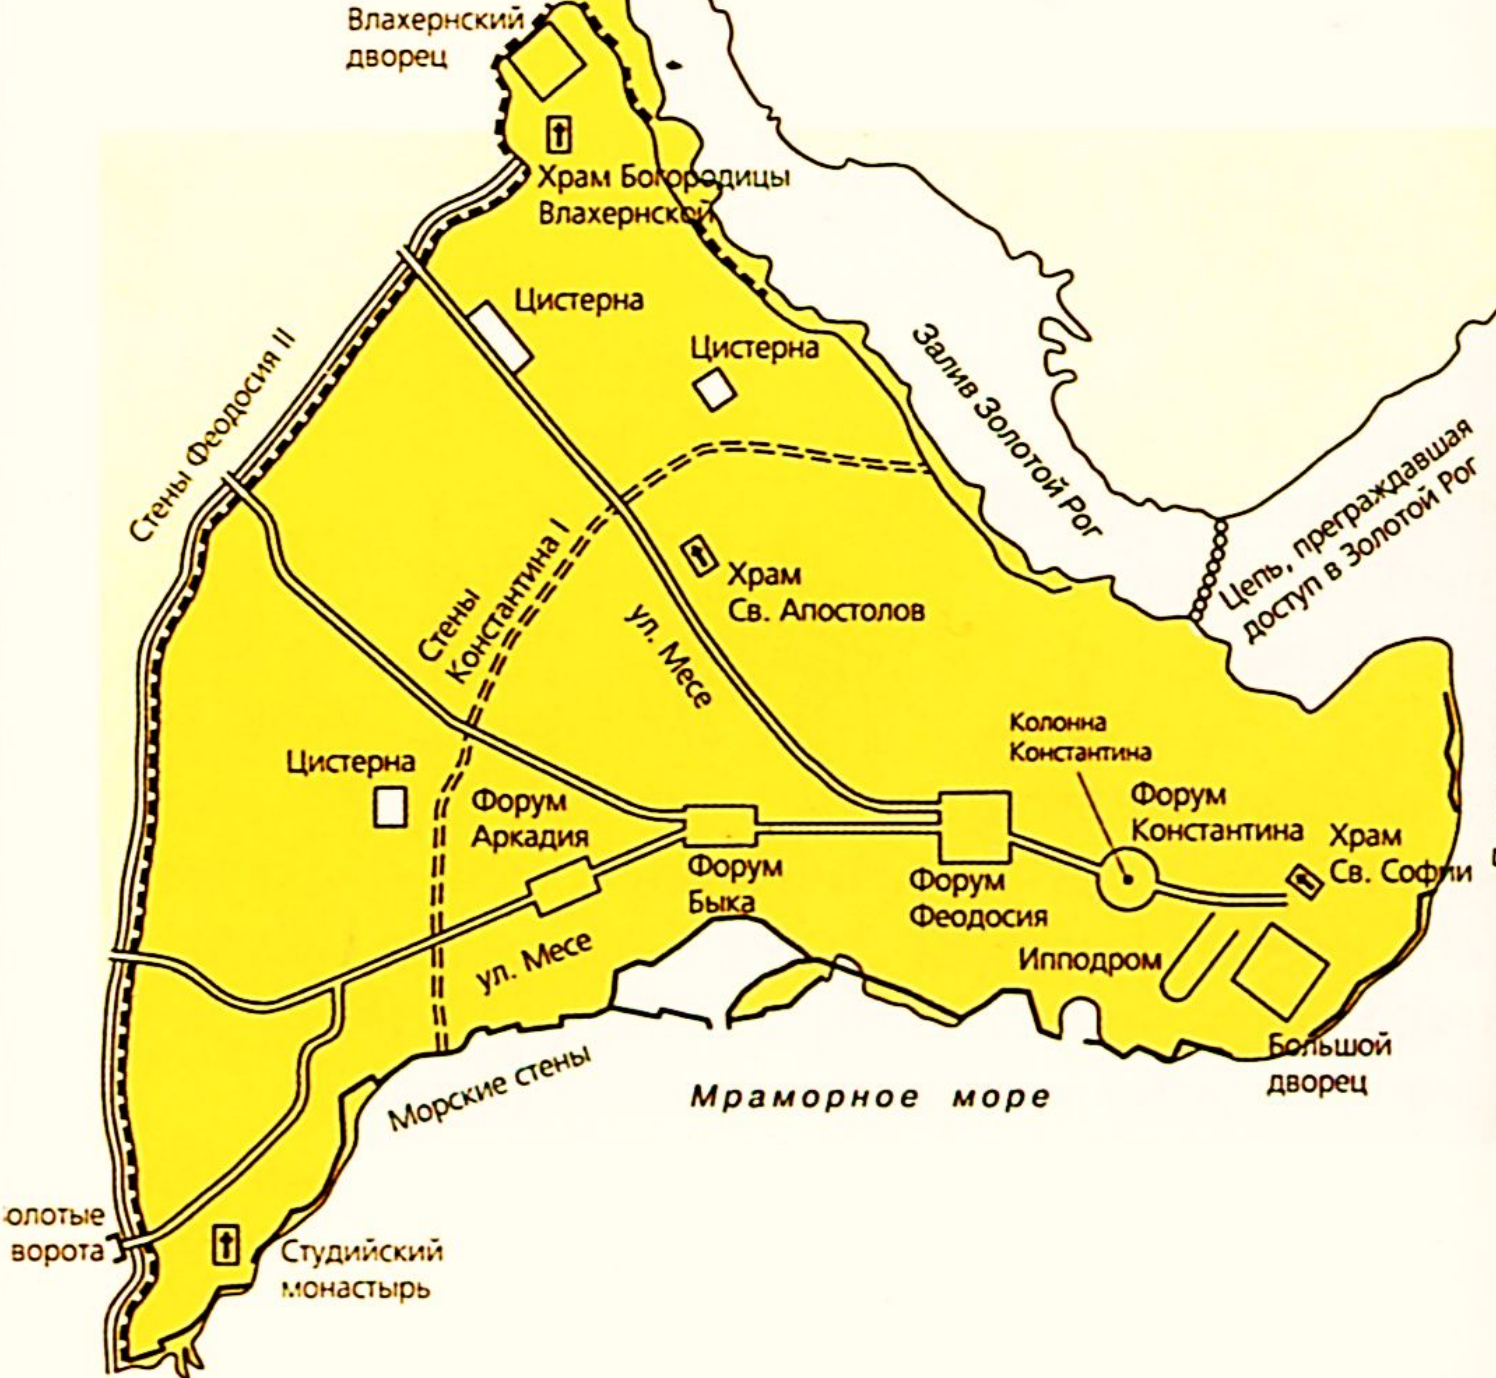 Влахернский
дворец
Храм Богородицы
Влахернской
Цистерна
Цистерна
Залив Золотой Рог
Стены Феодосия II
Цепь, преграждавшая
доступ в Золотой Рог
Стены
Константина I
Храм
Св. Апостолов
ул. Месе
Колонна
Константина
Цистерна
Форум
Аркадия
Форум
Константина
Храм
Св. Софии
Форум
Быка
Форум
Феодосия
ул. Месе
Ипподром
Большой
дворец
Морские стены
Мраморное море
олотые
ворота
Студийский
монастырь